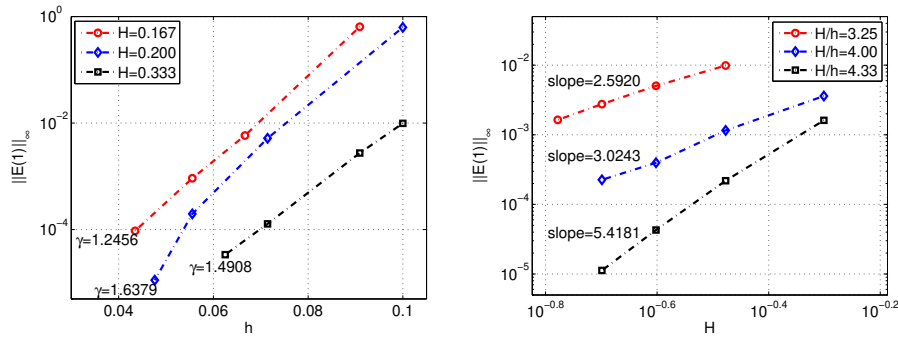 10^0
10^-2
10^-4
||E(1)||_∞
H=0.167
H=0.200
H=0.333
γ=1.2456
γ=1.4908
γ=1.6379
0.04 0.06 0.08 0.1
h
10^-2
10^-3
10^-4
10^-5
||E(1)||_∞
H/h=3.25
H/h=4.00
H/h=4.33
slope=2.5920
slope=3.0243
slope=5.4181
10^-0.8 10^-0.6 10^-0.4 10^-0.2
H